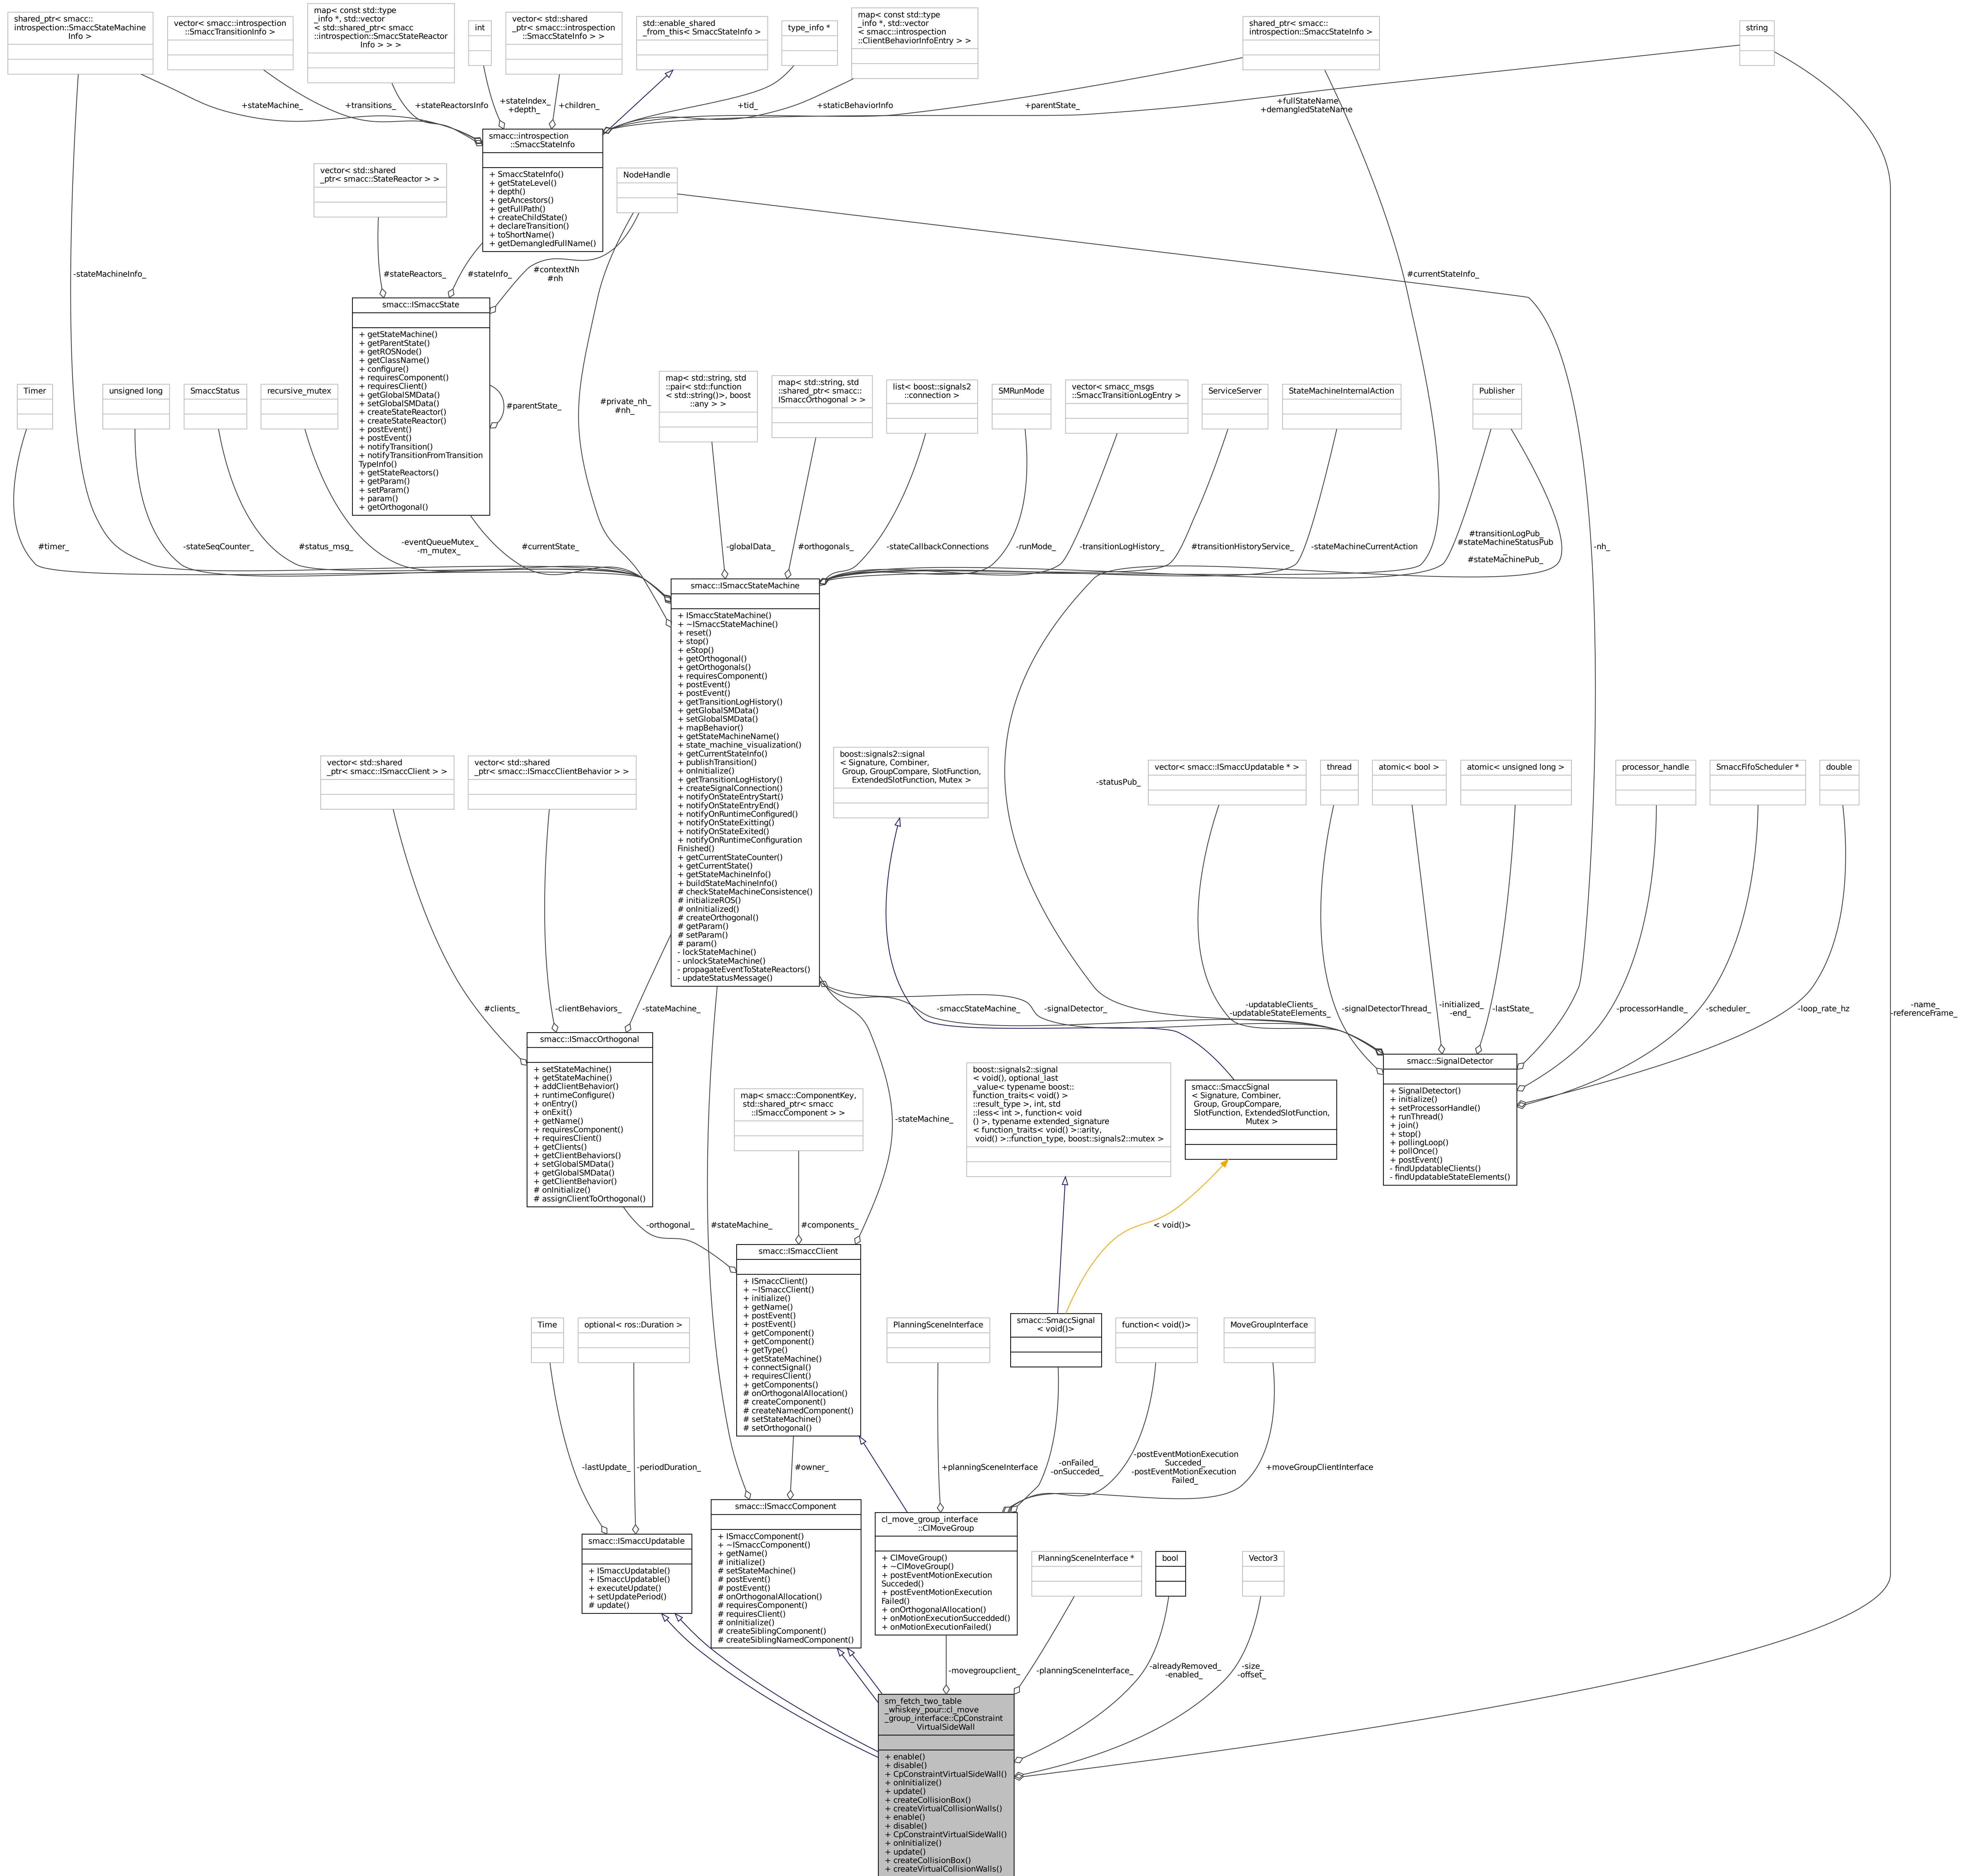 shared_ptr< smacc::
introspection::SmaccStateMachine
Info >
vector< smacc::introspection
::SmaccTransitionInfo >
map< const std::type
_info *, std::vector
< std::shared_ptr< smacc
::introspection::SmaccStateReactor
Info > > >
int
vector< std::shared
_ptr< smacc::introspection
::SmaccStateInfo > >
std::enable_shared
_from_this< SmaccStateInfo >
type_info *
map< const std::type
_info *, std::vector
< smacc::introspection
::ClientBehaviorInfoEntry > >
shared_ptr< smacc::
introspection::SmaccStateInfo >
string
+stateMachine_
+transitions_
+stateReactorsInfo
+stateIndex_
+depth_
+children_
+tid_
+staticBehaviorInfo
+parentState_
+fullStateName
+demangledStateName
smacc::introspection
::SmaccStateInfo
+ SmaccStateInfo()
+ getStateLevel()
+ depth()
+ getAncestors()
+ getFullPath()
+ createChildState()
+ declareTransition()
+ toShortName()
+ getDemangledFullName()
vector< std::shared
_ptr< smacc::StateReactor > >
NodeHandle
-stateMachineInfo_
#stateReactors_
#stateInfo_
#contextNh
#nh
#currentStateInfo_
smacc::ISmaccState
+ getStateMachine()
+ getParentState()
+ getROSNode()
+ getClassName()
+ configure()
+ requiresComponent()
+ requiresClient()
+ getGlobalSMData()
+ setGlobalSMData()
+ createStateReactor()
+ createStateReactor()
+ postEvent()
+ postEvent()
+ notifyTransition()
+ notifyTransitionFromTransition
TypeInfo()
+ getStateReactors()
+ getParam()
+ setParam()
+ param()
+ getOrthogonal()
#parentState_
#private_nh_
#nh_
Timer
unsigned long
SmaccStatus
recursive_mutex
map< std::string, std
::pair< std::function
< std::string()>, boost
::any > >
map< std::string, std
::shared_ptr< smacc::
ISmaccOrthogonal > >
list< boost::signals2
::connection >
SMRunMode
vector< smacc_msgs
::SmaccTransitionLogEntry >
ServiceServer
StateMachineInternalAction
Publisher
#timer_
-stateSeqCounter_
#status_msg_
-eventQueueMutex_
-m_mutex_
#currentState_
-globalData_
#orthogonals_
-stateCallbackConnections
-runMode_
-transitionLogHistory_
#transitionHistoryService_
-stateMachineCurrentAction
#transitionLogPub_
#stateMachineStatusPub
_
#stateMachinePub_
-nh_
smacc::ISmaccStateMachine
+ ISmaccStateMachine()
+ ~ISmaccStateMachine()
+ reset()
+ stop()
+ eStop()
+ getOrthogonal()
+ getOrthogonals()
+ requiresComponent()
+ postEvent()
+ postEvent()
+ getTransitionLogHistory()
+ getGlobalSMData()
+ setGlobalSMData()
+ mapBehavior()
+ getStateMachineName()
+ state_machine_visualization()
+ getCurrentStateInfo()
+ publishTransition()
+ onInitialize()
+ getTransitionLogHistory()
+ createSignalConnection()
+ notifyOnStateEntryStart()
+ notifyOnStateEntryEnd()
+ notifyOnRuntimeConfigured()
+ notifyOnStateExitting()
+ notifyOnStateExited()
+ notifyOnRuntimeConfiguration
Finished()
+ getCurrentStateCounter()
+ getCurrentState()
+ getStateMachineInfo()
+ buildStateMachineInfo()
# checkStateMachineConsistence()
# initializeROS()
# onInitialized()
# createOrthogonal()
# getParam()
# setParam()
# param()
- lockStateMachine()
- unlockStateMachine()
- propagateEventToStateReactors()
- updateStatusMessage()
vector< std::shared
_ptr< smacc::ISmaccClient > >
vector< std::shared
_ptr< smacc::ISmaccClientBehavior > >
boost::signals2::signal
< Signature, Combiner,
Group, GroupCompare, SlotFunction,
ExtendedSlotFunction, Mutex >
-statusPub_
vector< smacc::ISmaccUpdatable * >
thread
atomic< bool >
atomic< unsigned long >
processor_handle
SmaccFifoScheduler *
double
#clients_
-clientBehaviors_
-stateMachine_
-smaccStateMachine_
-signalDetector_
-updatableClients_
-updatableStateElements_
-signalDetectorThread_
-initialized_
-end_
-lastState_
-processorHandle_
-scheduler_
-loop_rate_hz
-name_
-referenceFrame_
smacc::ISmaccOrthogonal
+ setStateMachine()
+ getStateMachine()
+ addClientBehavior()
+ runtimeConfigure()
+ onEntry()
+ onExit()
+ getName()
+ requiresComponent()
+ requiresClient()
+ getClients()
+ getClientBehaviors()
+ setGlobalSMData()
+ getGlobalSMData()
+ getClientBehavior()
# onInitialize()
# assignClientToOrthogonal()
map< smacc::ComponentKey,
std::shared_ptr< smacc
::ISmaccComponent > >
-stateMachine_
boost::signals2::signal
< void(), optional_last
_value< typename boost::
function_traits< void() >
::result_type >, int, std
::less< int >, function< void
() >, typename extended_signature
< function_traits< void() >::arity,
void() >::function_type, boost::signals2::mutex >
smacc::SmaccSignal
< Signature, Combiner,
Group, GroupCompare,
SlotFunction, ExtendedSlotFunction,
Mutex >
smacc::SignalDetector
+ SignalDetector()
+ initialize()
+ setProcessorHandle()
+ runThread()
+ join()
+ stop()
+ pollingLoop()
+ pollOnce()
+ postEvent()
- findUpdatableClients()
- findUpdatableStateElements()
-orthogonal_
#stateMachine_
#components_
< void()>
smacc::ISmaccClient
+ ISmaccClient()
+ ~ISmaccClient()
+ initialize()
+ getName()
+ postEvent()
+ postEvent()
+ getComponent()
+ getComponent()
+ getType()
+ getStateMachine()
+ connectSignal()
+ requiresClient()
+ getComponents()
# onOrthogonalAllocation()
# createComponent()
# createNamedComponent()
# setStateMachine()
# setOrthogonal()
Time
optional< ros::Duration >
PlanningSceneInterface
smacc::SmaccSignal
< void()>
function< void()>
MoveGroupInterface
-lastUpdate_
-periodDuration_
#owner_
+planningSceneInterface
-onFailed_
-onSucceded_
-postEventMotionExecution
Succeded_
-postEventMotionExecution
Failed_
+moveGroupClientInterface
smacc::ISmaccUpdatable
+ ISmaccUpdatable()
+ ISmaccUpdatable()
+ executeUpdate()
+ setUpdatePeriod()
# update()
smacc::ISmaccComponent
+ ISmaccComponent()
+ ~ISmaccComponent()
+ getName()
# initialize()
# setStateMachine()
# postEvent()
# postEvent()
# onOrthogonalAllocation()
# requiresComponent()
# requiresClient()
# onInitialize()
# createSiblingComponent()
# createSiblingNamedComponent()
cl_move_group_interface
::ClMoveGroup
+ ClMoveGroup()
+ ~ClMoveGroup()
+ postEventMotionExecution
Succeded()
+ postEventMotionExecution
Failed()
+ onOrthogonalAllocation()
+ onMotionExecutionSuccedded()
+ onMotionExecutionFailed()
PlanningSceneInterface *
bool
Vector3
-movegroupclient_
-planningSceneInterface_
-alreadyRemoved_
-enabled_
-size_
-offset_
sm_fetch_two_table
_whiskey_pour::cl_move
_group_interface::CpConstraint
VirtualSideWall
+ enable()
+ disable()
+ CpConstraintVirtualSideWall()
+ onInitialize()
+ update()
+ createCollisionBox()
+ createVirtualCollisionWalls()
+ enable()
+ disable()
+ CpConstraintVirtualSideWall()
+ onInitialize()
+ update()
+ createCollisionBox()
+ createVirtualCollisionWalls()